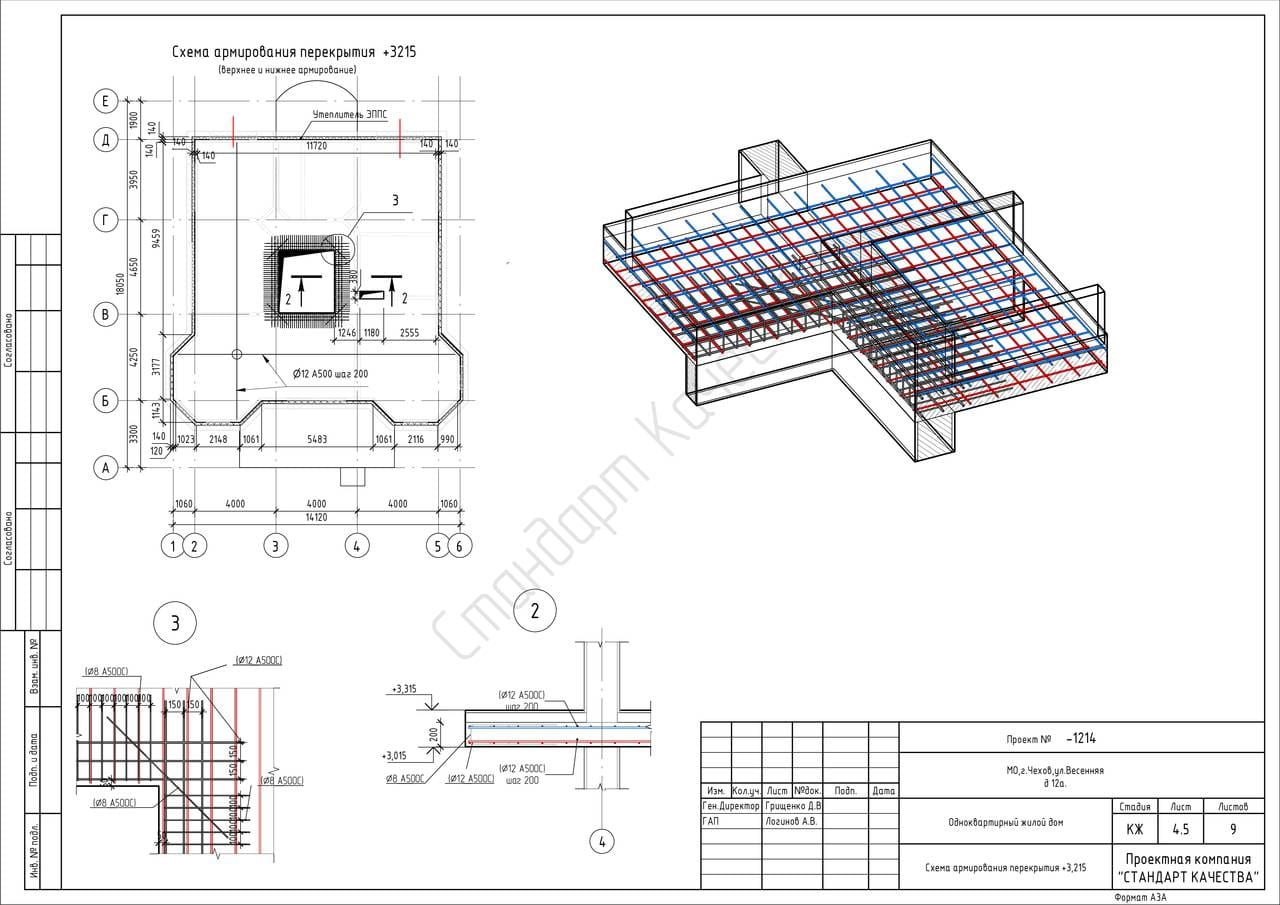 Схема армирования перекрытия +3215
(верхнее и нижнее армирование)
Е
Д
Г
В
Б
А
1900
3950
4650
4250
3300
18050
140
140
9459
3177
1143
Утеплитель ЭППС
140
140
11720
140
140
3
380
2
2
1246
1180
2555
Ø12 А500 шаг 200
140
120
1023
2148
1061
5483
1061
2116
990
1060
4000
4000
4000
1060
14120
1
2
3
4
5
6
Стандарт Качес
3
(Ø8 А500С)
(Ø12 А500С)
100
100
100
100
100
100
150
150
150
150
50
(Ø8 А500С)
(Ø8 А500С)
100
100
100
100
50
2
+3,315
+3,015
200
(Ø12 А500С)
шаг 200
Ø8 А500С
(Ø12 А500С)
(Ø12 А500С)
шаг 200
4
Согласовано
Согласовано
Взам. инв. №
Подп. и дата
Инв. № подл.
Изм.
Кол.уч.
Лист
№док.
Подп.
Дата
Ген.Директор
Грищенко Д.В
ГАП
Логинов А.В.
Проект № -1214
МО,г.Чехов,ул.Весенняя
д 12а.
Одноквартирный жилой дом
Стадия
Лист
Листов
КЖ
4.5
9
Схема армирования перекрытия +3,215
Проектная компания
"СТАНДАРТ КАЧЕСТВА"
Формат А3А